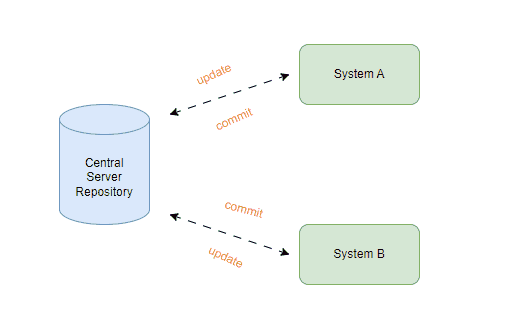 update
System A
commit
Central
Server
Repository
commit
update
System B